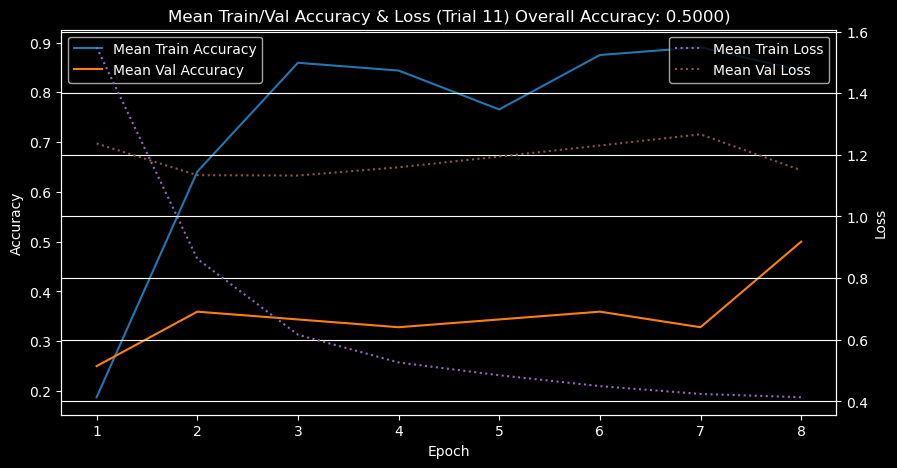 Mean Train/Val Accuracy & Loss (Trial 11) Overall Accuracy: 0.5000)
Mean Train Accuracy
Mean Val Accuracy
Mean Train Loss
Mean Val Loss
Accuracy
0.9
0.8
0.7
0.6
0.5
0.4
0.3
0.2
1.6
1.4
1.2
1.0
0.8
0.6
0.4
Loss
1 2 3 4 5 6 7 8
Epoch